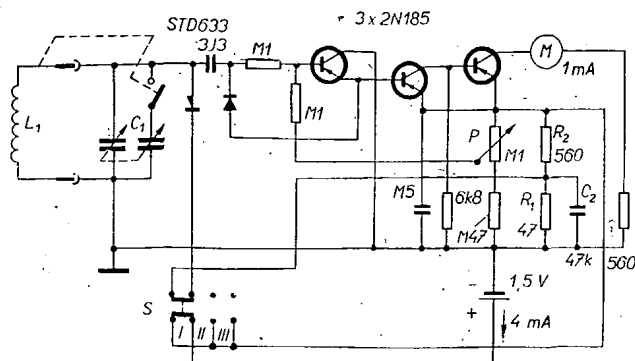 STD633
3 x 2N185
3J3
M1
M
1mA
L1
C1
M1
P
M1
R2
560
M5
6k8
M47
R1
47
C2
47k
560
S
I
II
III
−
1,5 V
+
4 mA